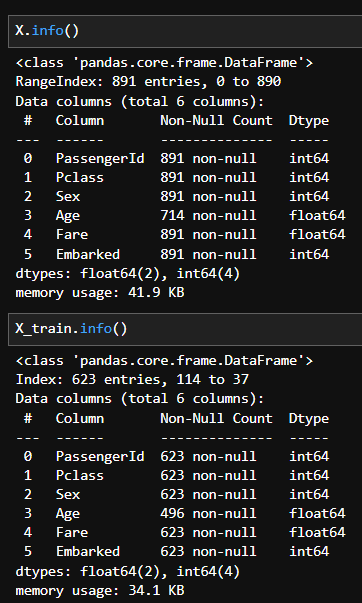 X.info()
<class 'pandas.core.frame.DataFrame'>
RangeIndex: 891 entries, 0 to 890
Data columns (total 6 columns):
 #   Column       Non-Null Count  Dtype
---  ------       --------------  -----
 0   PassengerId  891 non-null    int64
 1   Pclass       891 non-null    int64
 2   Sex          891 non-null    int64
 3   Age          714 non-null    float64
 4   Fare         891 non-null    float64
 5   Embarked     891 non-null    int64
dtypes: float64(2), int64(4)
memory usage: 41.9 KB
X_train.info()
<class 'pandas.core.frame.DataFrame'>
Index: 623 entries, 114 to 37
Data columns (total 6 columns):
 #   Column       Non-Null Count  Dtype
---  ------       --------------  -----
 0   PassengerId  623 non-null    int64
 1   Pclass       623 non-null    int64
 2   Sex          623 non-null    int64
 3   Age          496 non-null    float64
 4   Fare         623 non-null    float64
 5   Embarked     623 non-null    int64
dtypes: float64(2), int64(4)
memory usage: 34.1 KB